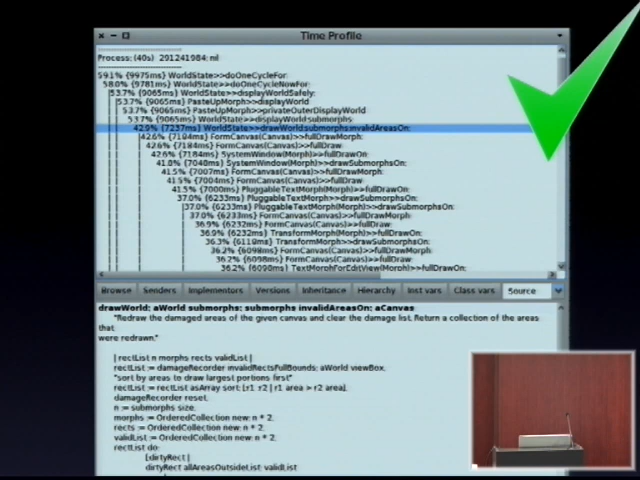 Time Profile
Process: (40s) 291241984: nil
59.1% {9975ms} WorldState>>doOneCycleFor:
58.0% {9781ms} WorldState>>doOneCycleNowFor:
|53.7% {9065ms} WorldState>>displayWorldSafely:
|53.7% {9065ms} PasteUpMorph>>displayWorld
53.7% {9065ms} PasteUpMorph>>privateOuterDisplayWorld
53.7% {9065ms} WorldState>>displayWorld:submorphs:
42.9% {7237ms} WorldState>>drawWorld:submorphs:invalidAreasOn:
|42.6% {7184ms} FormCanvas(Canvas)>>fullDrawMorph:
42.6% {7184ms} FormCanvas(Canvas)>>fullDraw:
42.6% {7184ms} SystemWindow(Morph)>>fullDrawOn:
41.8% {7048ms} SystemWindow(Morph)>>drawSubmorphsOn:
41.5% {7007ms} FormCanvas(Canvas)>>fullDrawMorph:
41.5% {7004ms} FormCanvas(Canvas)>>fullDraw:
41.5% {7000ms} PluggableTextMorph(Morph)>>fullDrawOn:
37.0% {6233ms} PluggableTextMorph(Morph)>>drawSubmorphsOn:
|37.0% {6233ms} PluggableTextMorph>>drawSubmorphsOn:
37.0% {6233ms} FormCanvas(Canvas)>>fullDrawMorph:
36.9% {6232ms} FormCanvas(Canvas)>>fullDraw:
36.9% {6232ms} TransformMorph(Morph)>>fullDrawOn:
36.3% {6119ms} TransformMorph>>drawSubmorphsOn:
36.2% {6098ms} FormCanvas(Canvas)>>fullDrawMorph:
36.2% {6098ms} FormCanvas(Canvas)>>fullDraw:
36.2% {6090ms} TextMorphForEditView(Morph)>>fullDrawOn:
Browse Senders Implementors Versions Inheritance Hierarchy Inst vars Class vars Source
drawWorld: aWorld submorphs: submorphs invalidAreasOn: aCanvas
"Redraw the damaged areas of the given canvas and clear the damage list. Return a collection of the areas
that
were redrawn."
| rectList n morphs rects validList |
rectList := damageRecorder invalidRectsFullBounds: aWorld viewBox.
"sort by areas to draw largest portions first"
rectList := rectList asArray sort: [:r1 :r2 | r1 area > r2 area].
damageRecorder reset.
n := submorphs size.
morphs := OrderedCollection new: n * 2.
rects := OrderedCollection new: n * 2.
validList := OrderedCollection new: n * 2.
rectList do:
[:dirtyRect |
dirtyRect allAreasOutsideList: validList